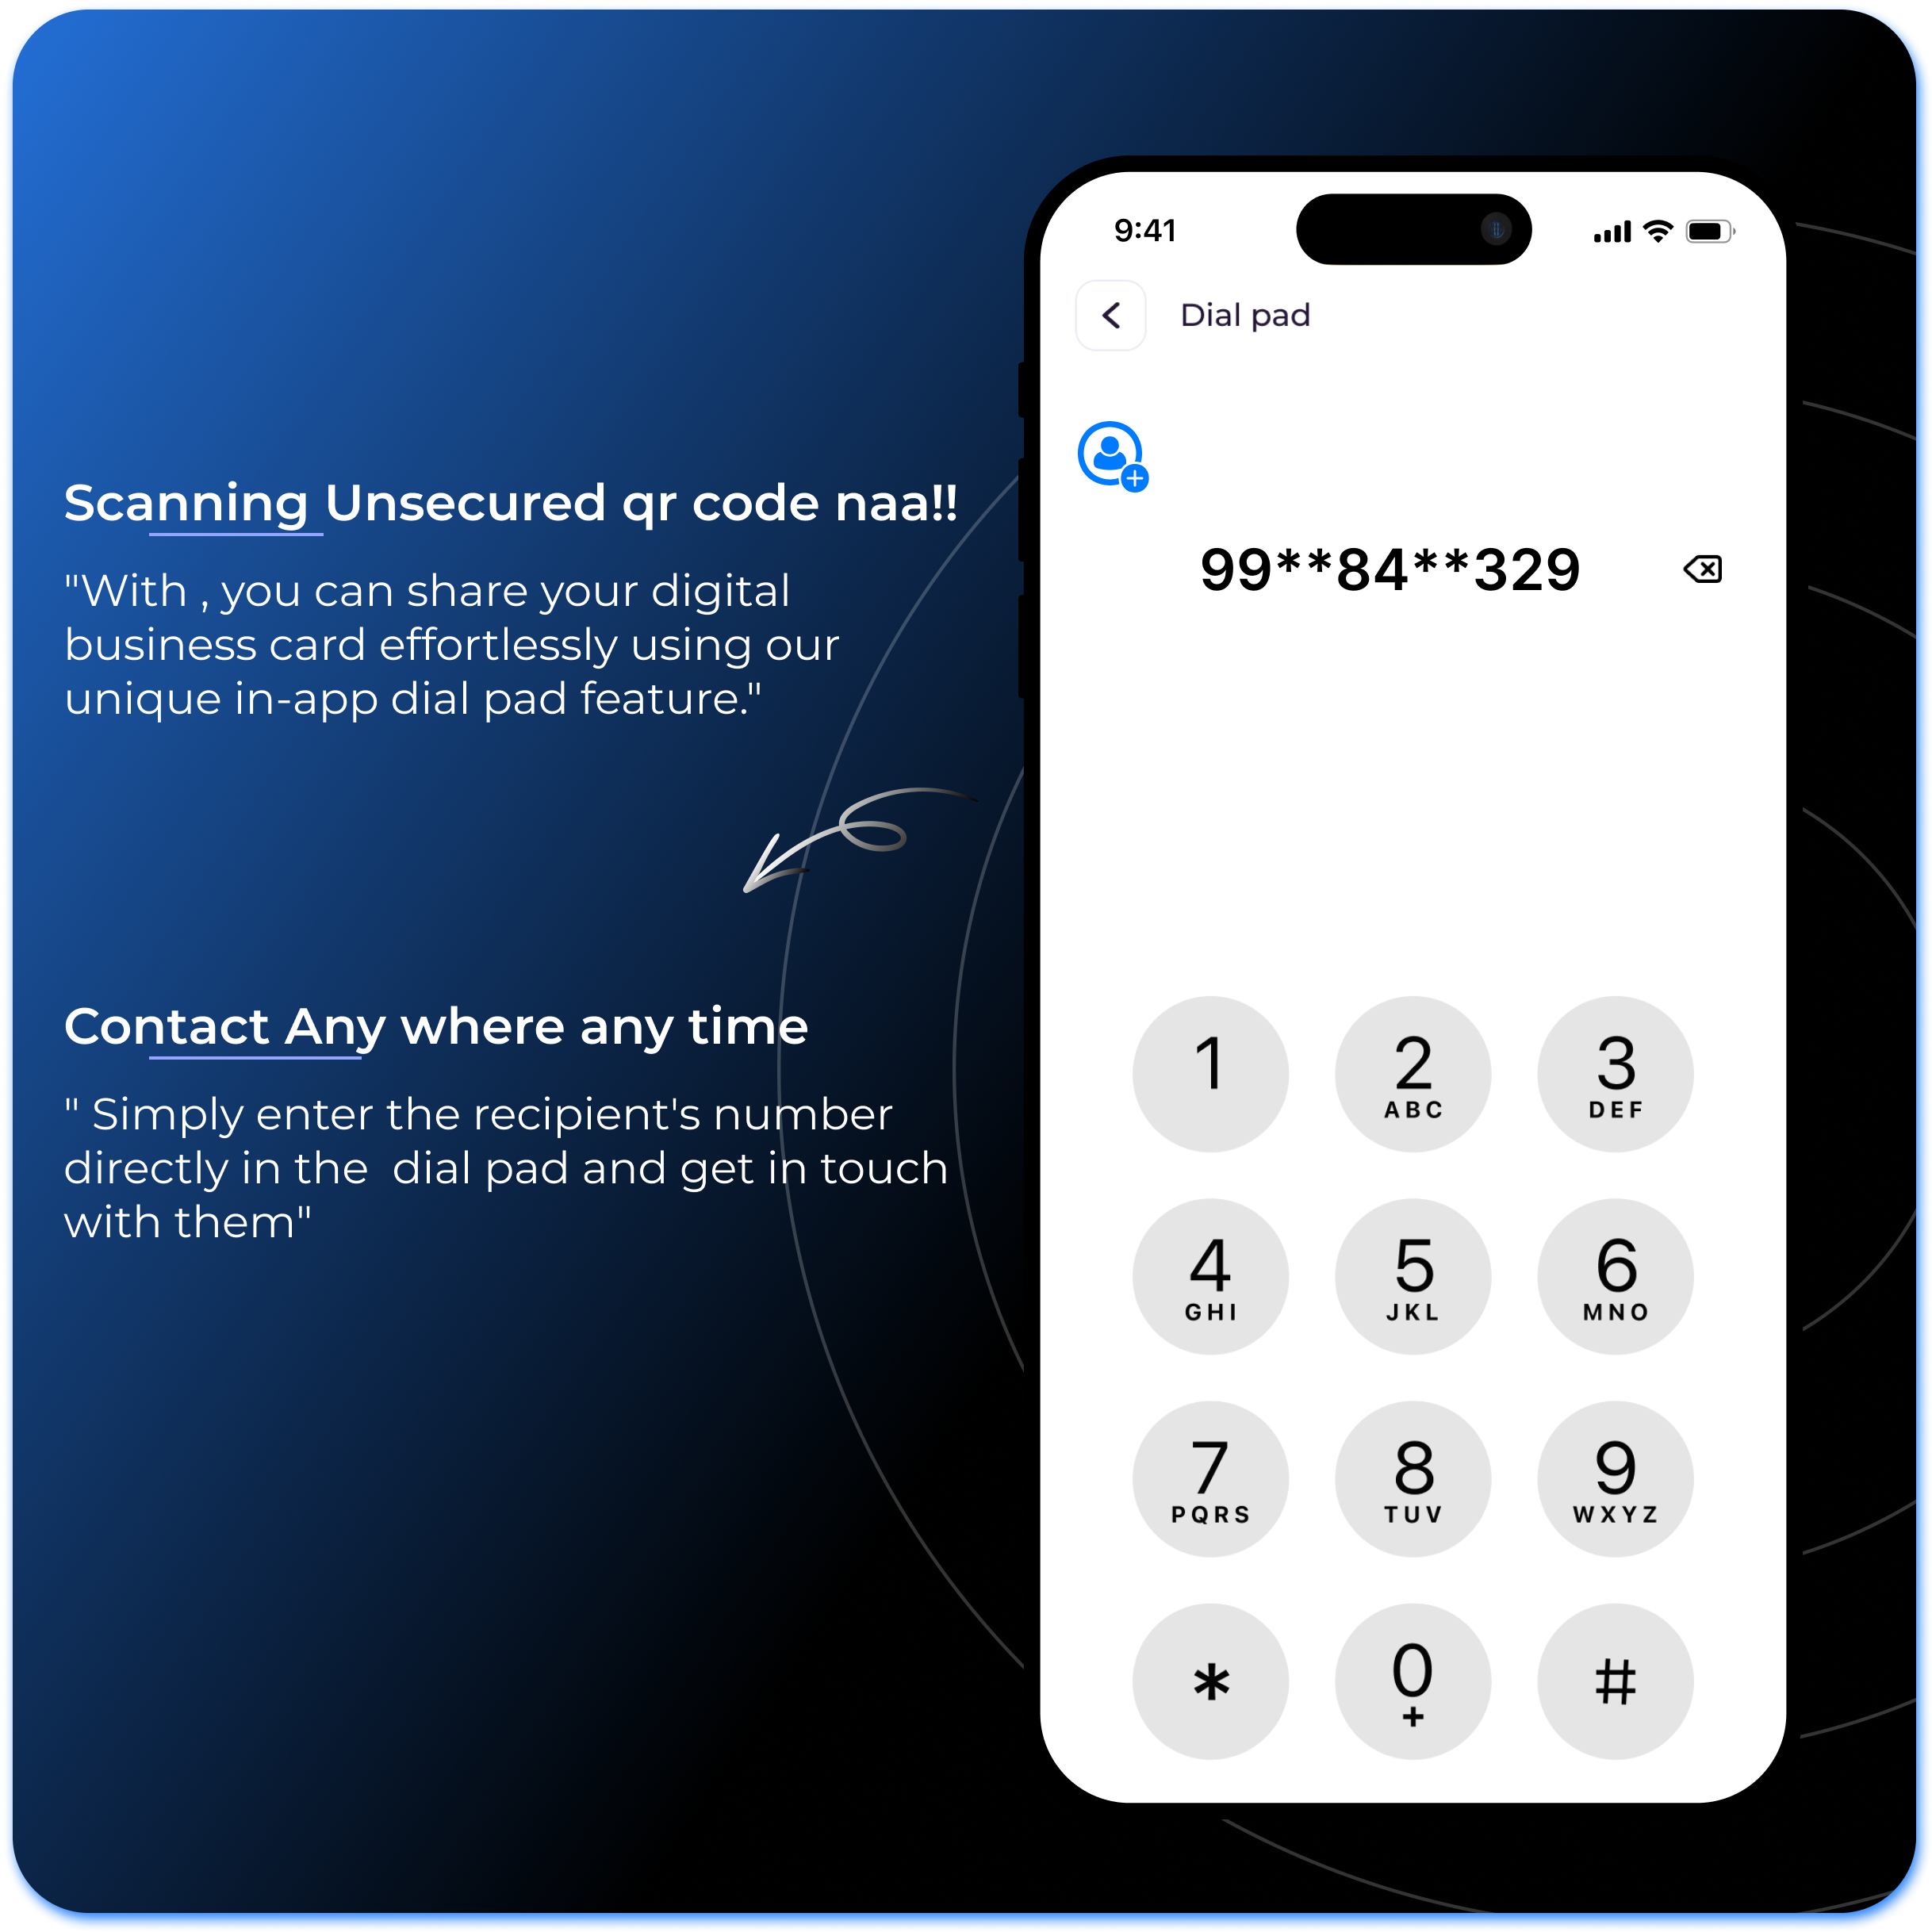 Scanning Unsecured qr code naa!!
"With , you can share your digital
business card effortlessly using our
unique in-app dial pad feature."
Contact Any where any time
" Simply enter the recipient's number
directly in the  dial pad and get in touch
with them"
9:41
Dial pad
99**84**329
1 2 3
ABC DEF
4 5 6
GHI JKL MNO
7 8 9
PQRS TUV WXYZ
* 0 #
+